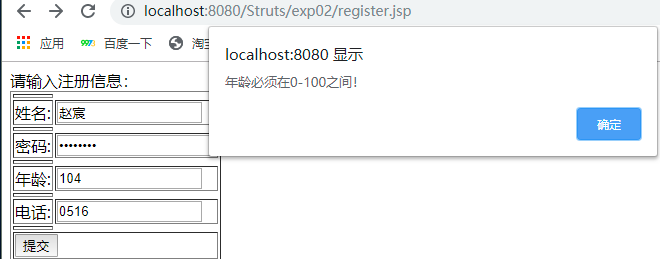 localhost:8080/Struts/exp02/register.jsp
应用 百度一下 淘宝
localhost:8080 显示
年龄必须在0-100之间!
确定
请输入注册信息:
姓名: 赵宸
密码: ••••••••
年龄: 104
电话: 0516
提交